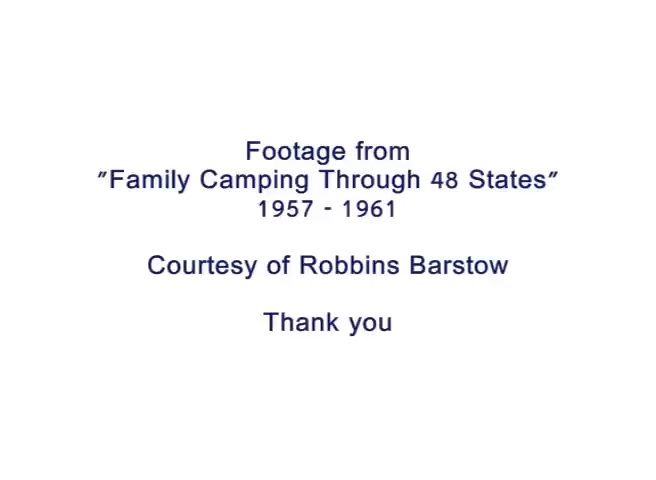 Footage from
"Family Camping Through 48 States"
1957 - 1961
Courtesy of Robbins Barstow
Thank you